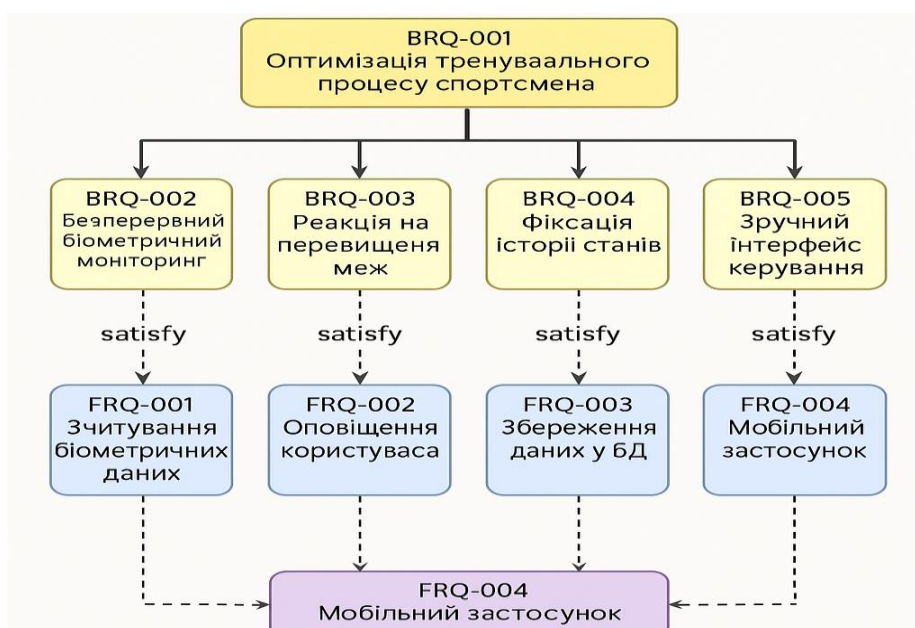 BRQ-001
Оптимізація тренуваального
процесу спортсмена
BRQ-002
Безперервний
біометричний
моніторинг
BRQ-003
Реакція на
перевищеня
меж
BRQ-004
Фіксація
історіі станів
BRQ-005
Зручний
інтерфейс
керування
satisfy
satisfy
satisfy
satisfy
FRQ-001
Зчитування
біометричних
даних
FRQ-002
Оповіщення
користуваса
FRQ-003
Збереження
даних у БД
FRQ-004
Мобільний
застосунок
FRQ-004
Мобільний застосунок